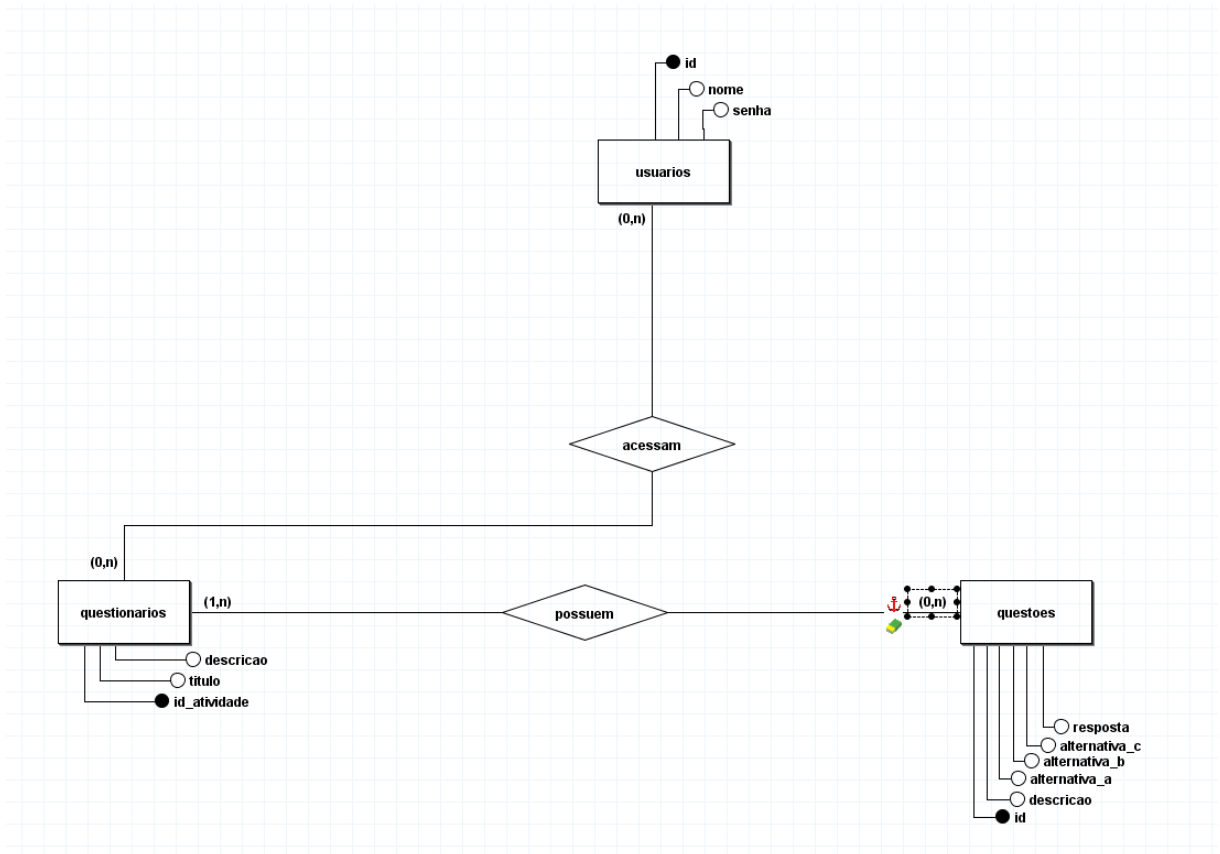 id
nome
senha
usuarios
(0,n)
acessam
(0,n)
questionarios
(1,n)
possuem
(0,n)
questoes
descricao
titulo
id_atividade
resposta
alternativa_c
alternativa_b
alternativa_a
descricao
id